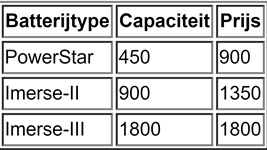 Batterijtype Capaciteit Prijs
PowerStar 450 900
Imerse-II 900 1350
Imerse-III 1800 1800